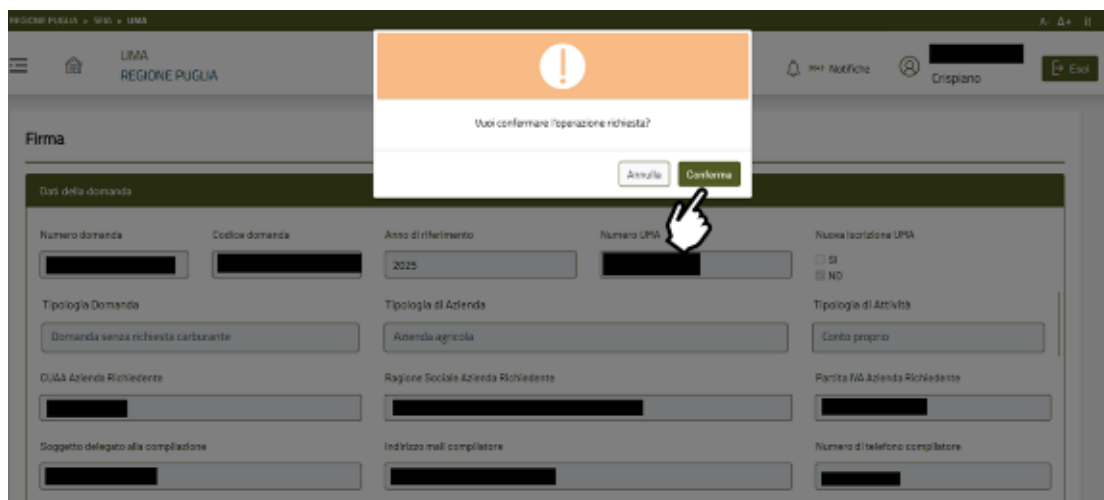 REGIONE PUGLIA » SFIA » UMA
A- A+ it
UMA
REGIONE PUGLIA
Notifiche
Crispiano
Esci
Vuoi confermare l'operazione richiesta?
Annulla
Conferma
Firma
Dati della domanda
Numero domanda
Codice domanda
Anno di riferimento
Numero UMA
Nuova Iscrizione UMA
2025
SI
NO
Tipologia Domanda
Tipologia di Azienda
Tipologia di Attività
Domanda senza richiesta carburante
Azienda agricola
Conto proprio
CUAA Azienda Richiedente
Ragione Sociale Azienda Richiedente
Partita IVA Azienda Richiedente
Soggetto delegato alla compilazione
Indirizzo mail compilatore
Numero di telefono compilatore